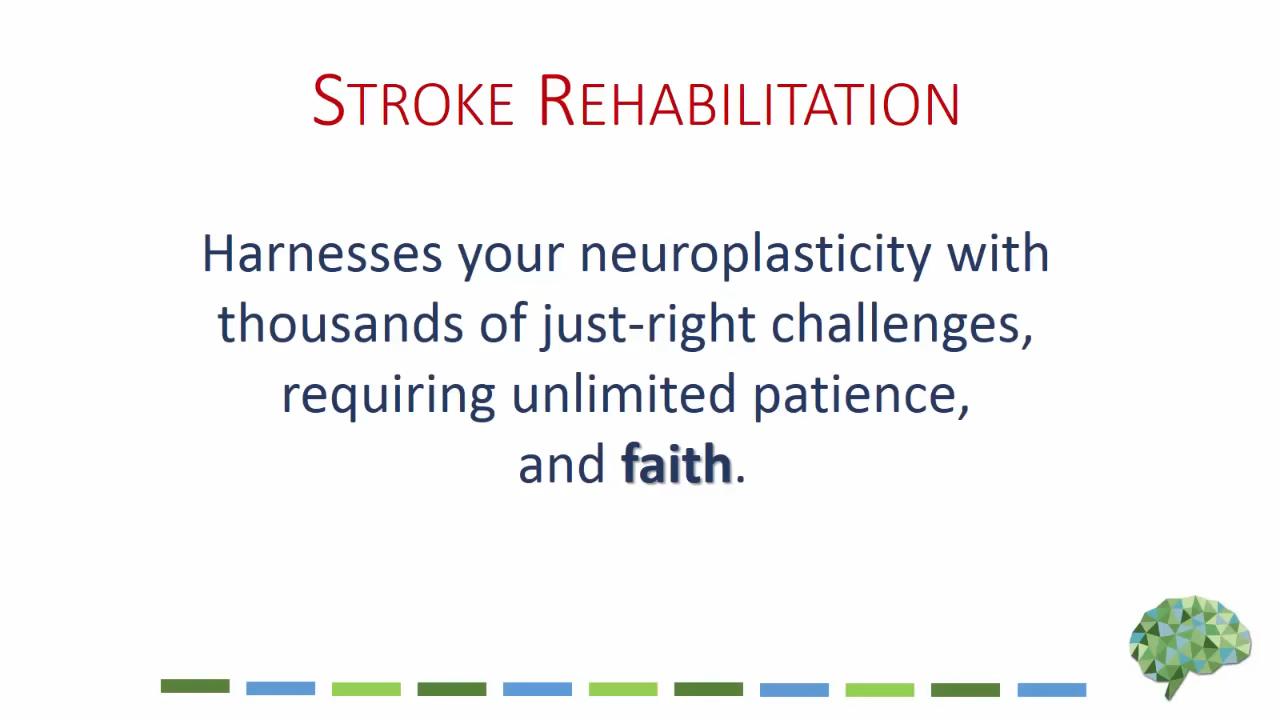 STROKE REHABILITATION
Harnesses your neuroplasticity with
thousands of just-right challenges,
requiring unlimited patience,
and faith.